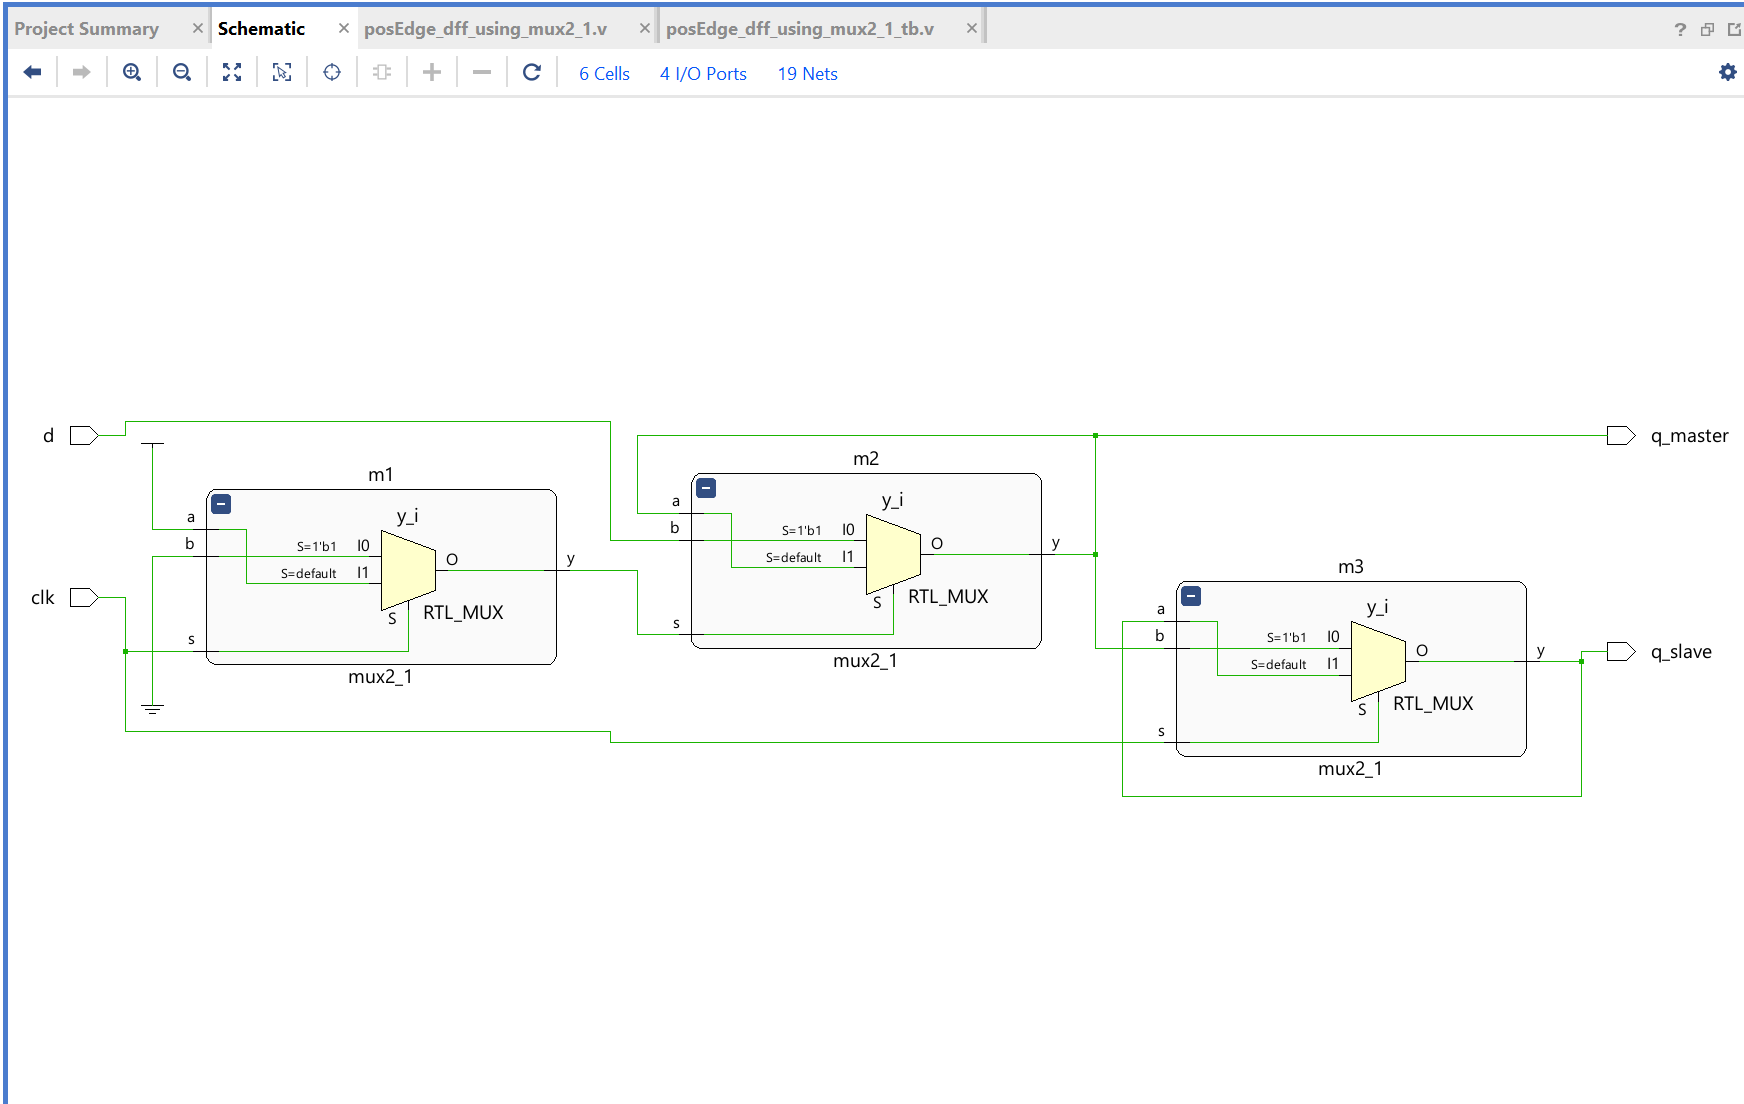 Project Summary × Schematic × posEdge_dff_using_mux2_1.v × posEdge_dff_using_mux2_1_tb.v × ?
6 Cells 4 I/O Ports 19 Nets
d
q_master
m1
a
b
s
y_i
S=1'b1 I0
S=default I1
S
O
RTL_MUX
y
mux2_1
clk
m2
a
b
s
y_i
S=1'b1 I0
S=default I1
S
O
RTL_MUX
y
mux2_1
m3
a
b
s
y_i
S=1'b1 I0
S=default I1
S
O
RTL_MUX
y
mux2_1
q_slave